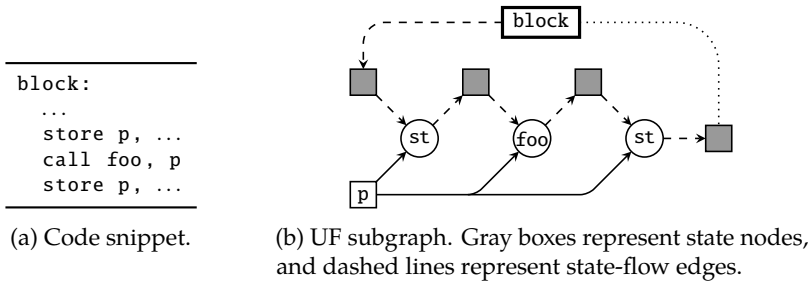 block:
...
store p, ...
call foo, p
store p, ...
(a) Code snippet.
block
st
foo
st
p
(b) UF subgraph. Gray boxes represent state nodes,
and dashed lines represent state-flow edges.